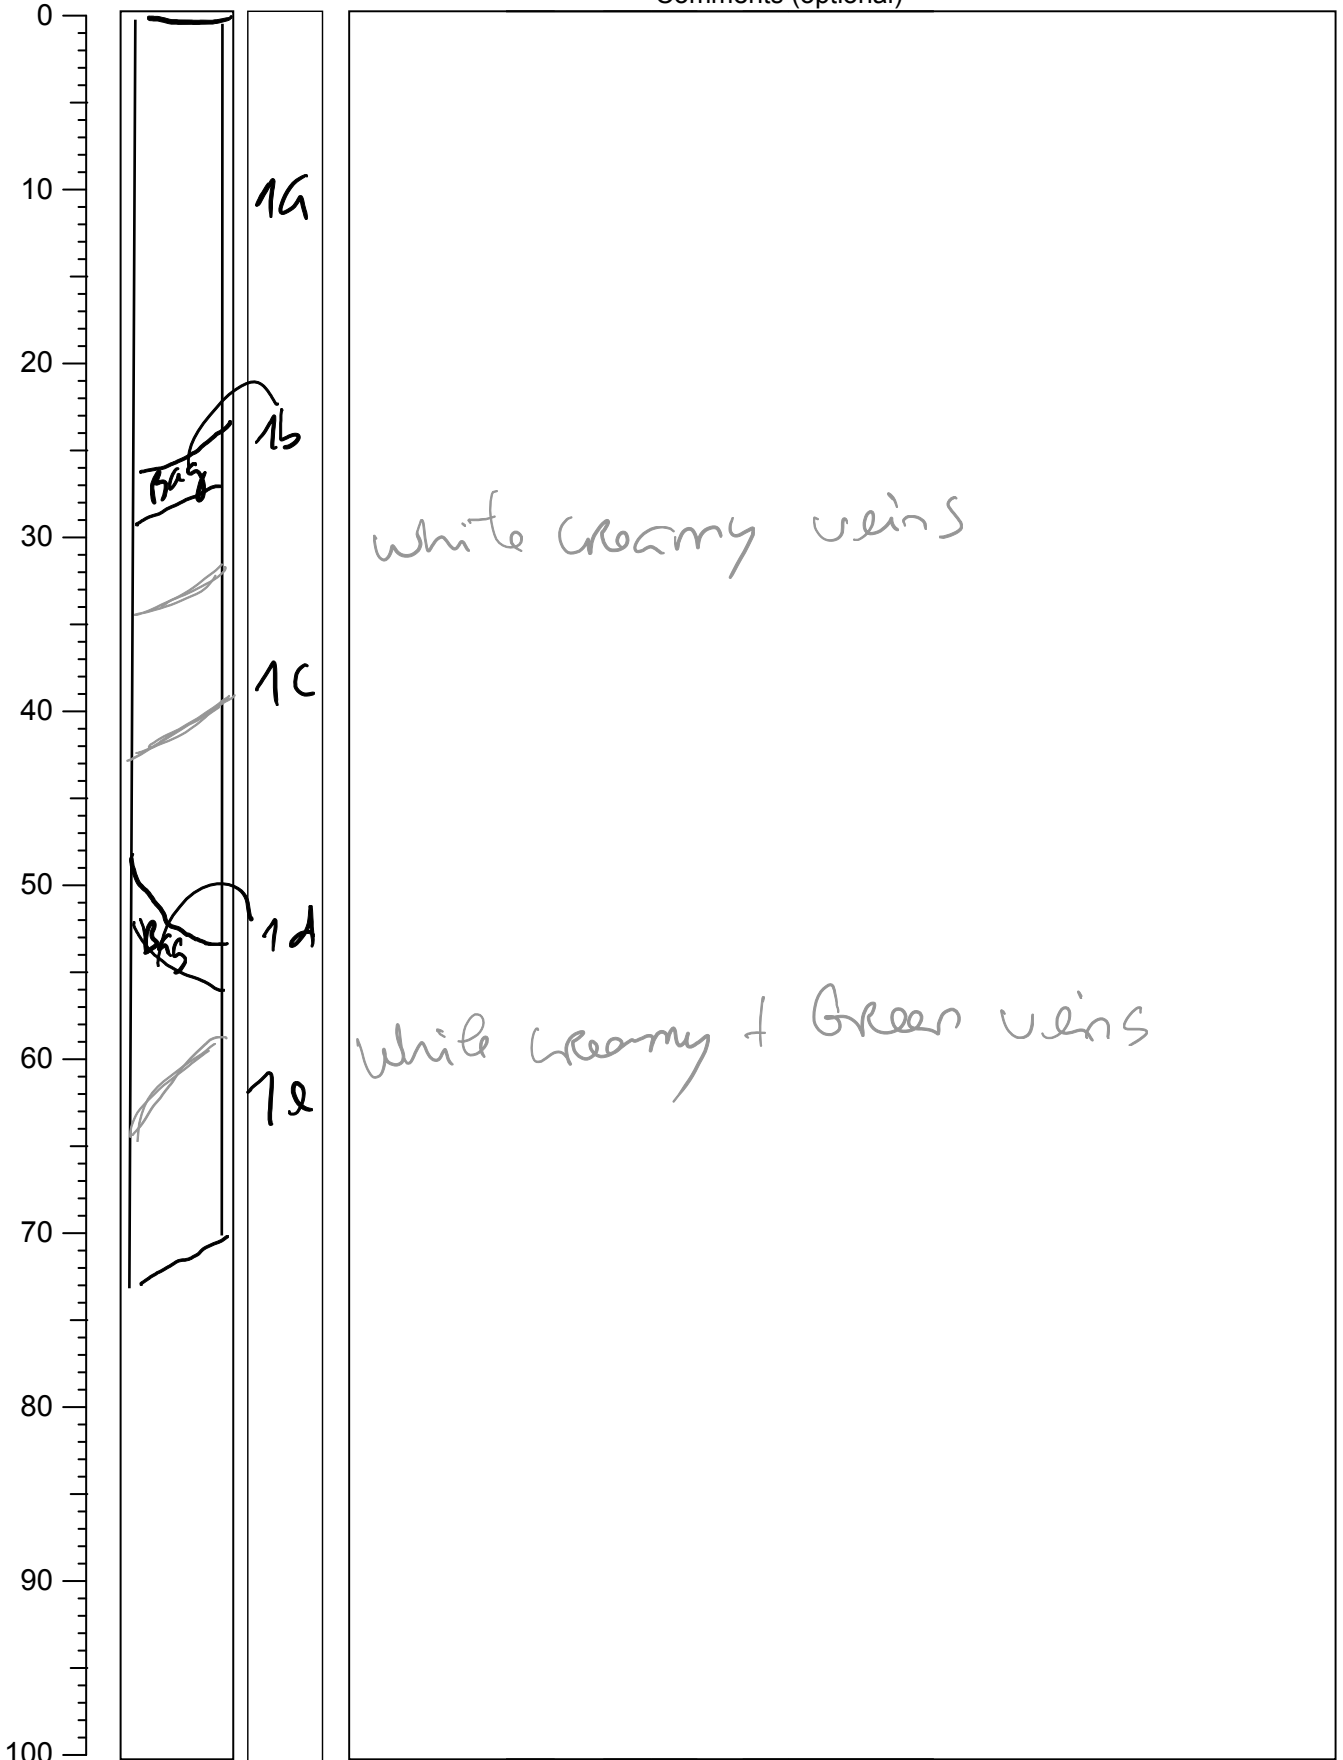 Comments (optional)
0
10
1a
20
1b
Bag
30
white creamy veins
1c
40
50
1d
Bag
white creamy + Green veins
60
1e
70
80
90
100